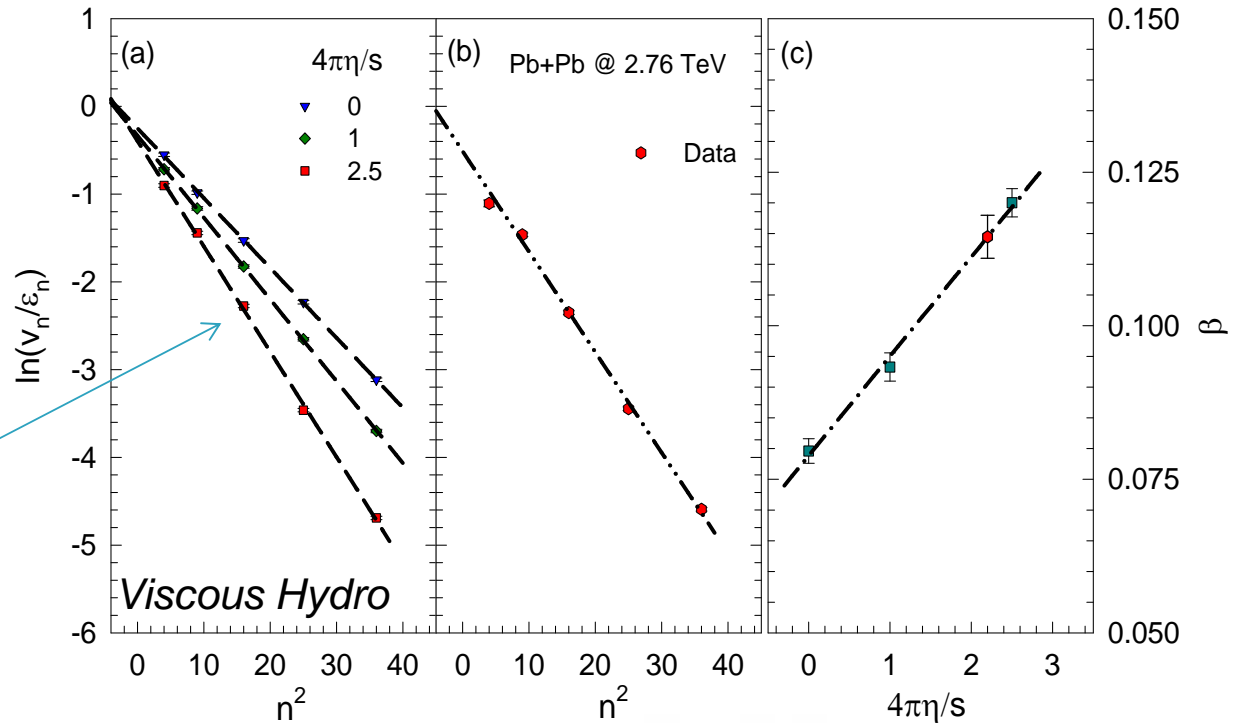 (a)
4πη/s
0
1
2.5
Viscous Hydro
ln(v_n/ε_n)
1
0
-1
-2
-3
-4
-5
-6
0 10 20 30 40
n²
(b)
Pb+Pb @ 2.76 TeV
Data
0 10 20 30 40
n²
(c)
0.150
0.125
0.100
0.075
0.050
β
0 1 2 3
4πη/s